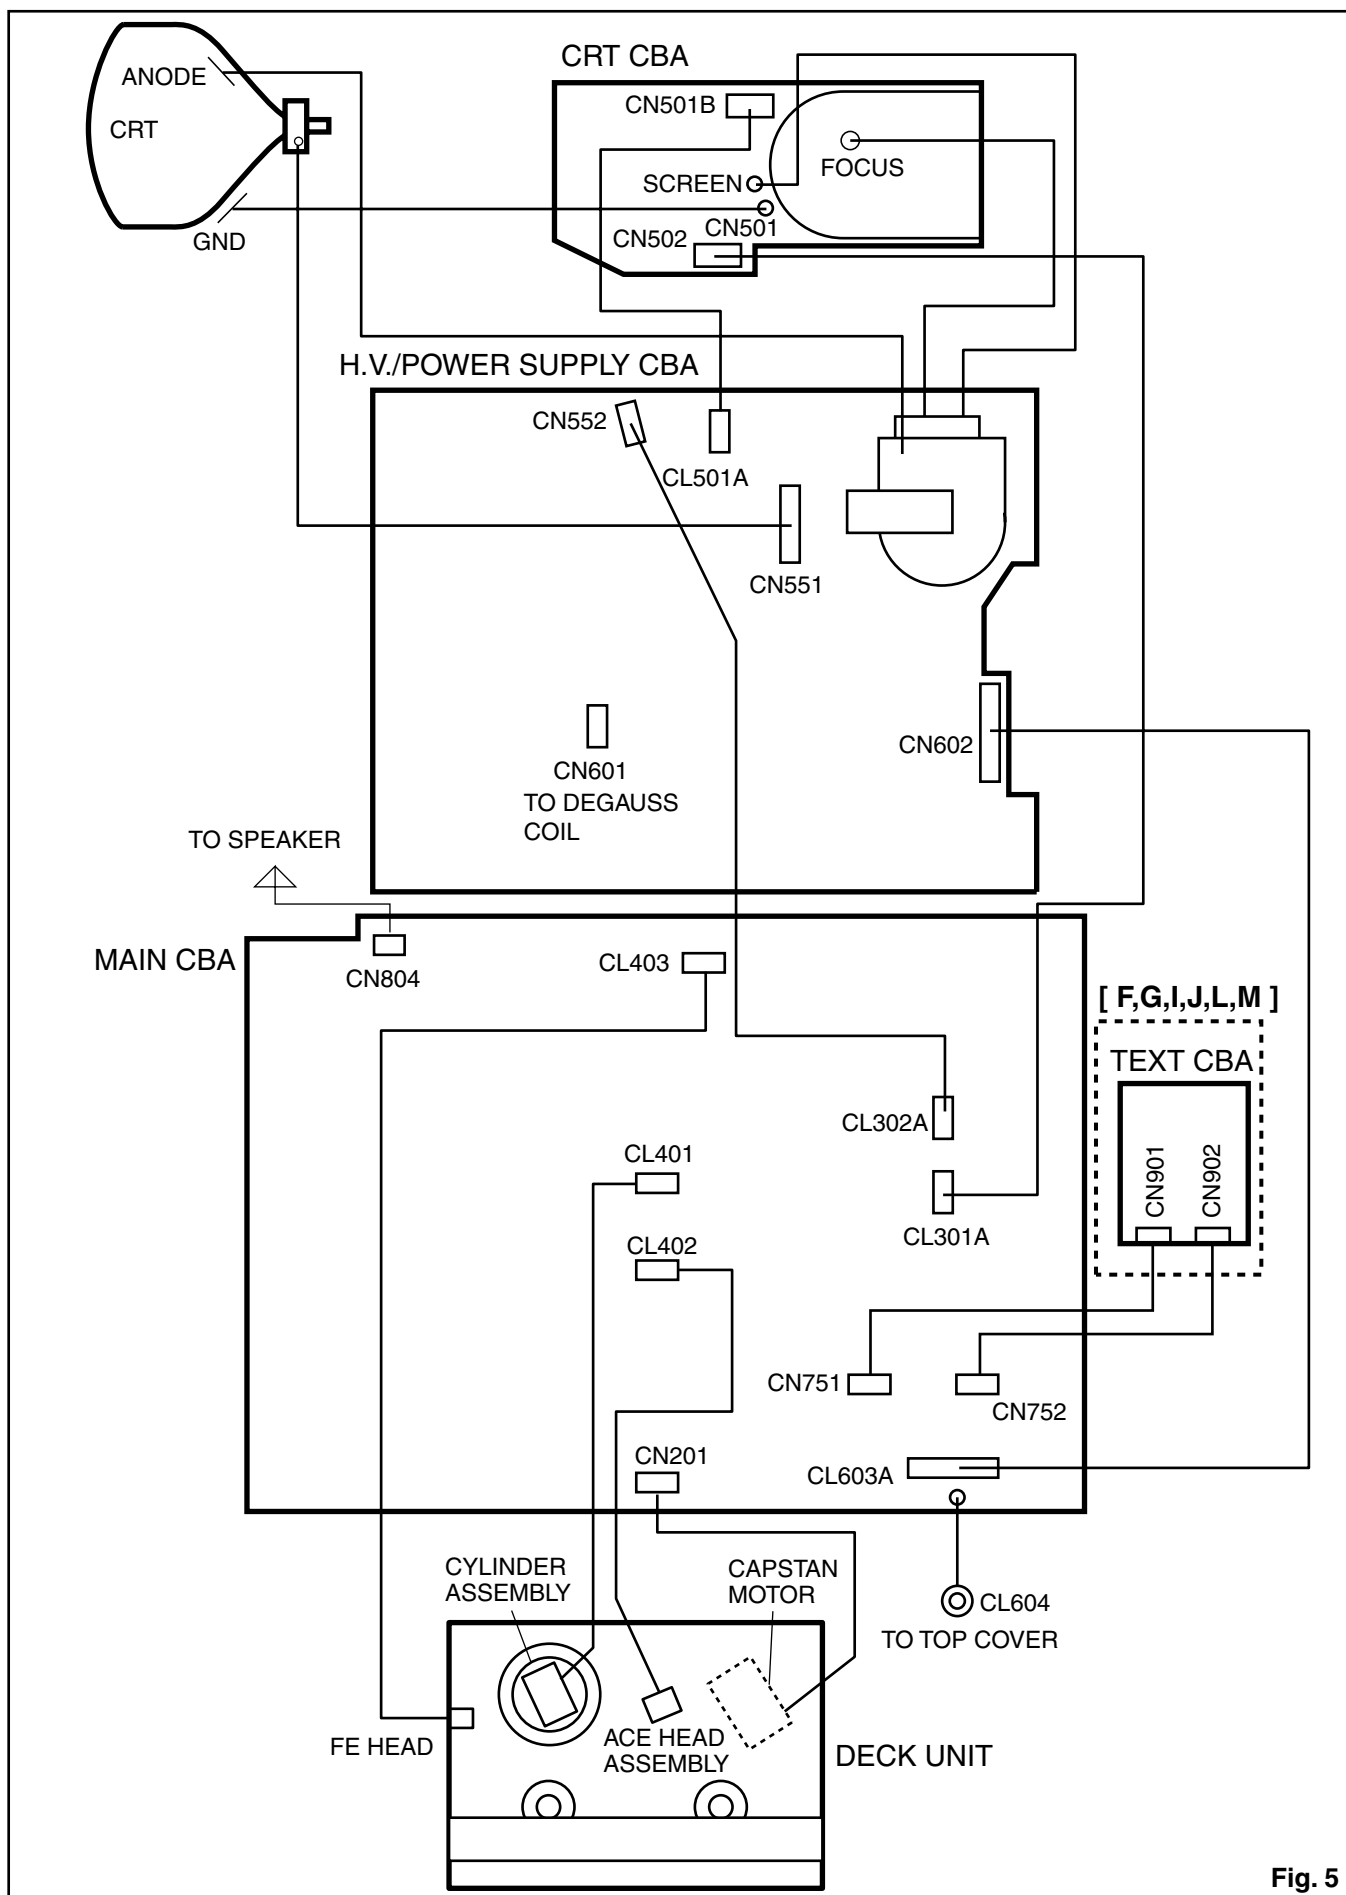 CRT CBA
ANODE
CRT
GND
CN501B
FOCUS
SCREEN
CN501
CN502
H.V./POWER SUPPLY CBA
CN552
CL501A
CN551
CN602
CN601
TO DEGAUSS
COIL
TO SPEAKER
MAIN CBA
CN804
CL403
[ F,G,I,J,L,M ]
TEXT CBA
CN901
CN902
CL302A
CL401
CL301A
CL402
CN751
CN752
CN201
CL603A
CYLINDER
ASSEMBLY
CAPSTAN
MOTOR
CL604
TO TOP COVER
FE HEAD
ACE HEAD
ASSEMBLY
DECK UNIT
Fig. 5